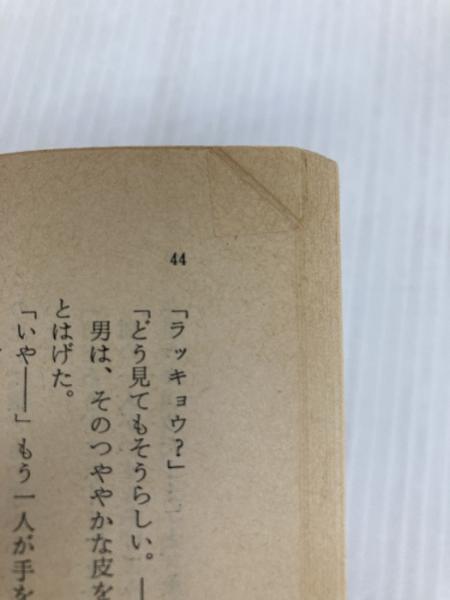 44
「ラッキョウ?」
「どう見てもそうらしい。―
男は、そのつややかな皮を
とはげた。
「いや――」もう一人が手を